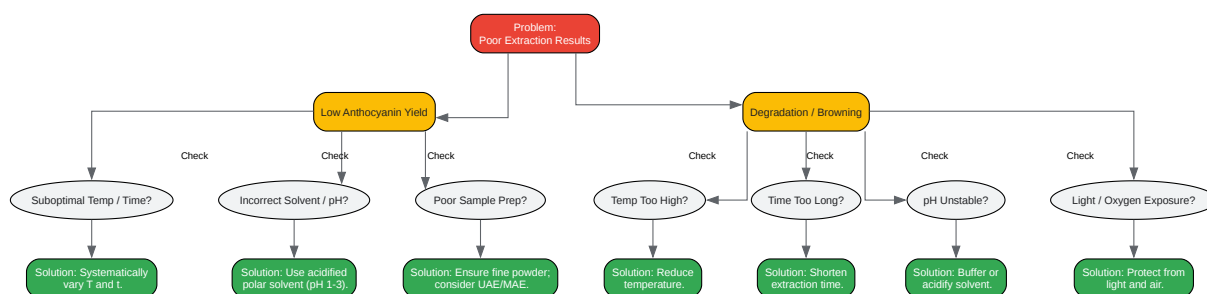 Problem:
Poor Extraction Results
Low Anthocyanin Yield
Degradation / Browning
Check
Check
Check
Check
Check
Check
Check
Suboptimal Temp / Time?
Incorrect Solvent / pH?
Poor Sample Prep?
Temp Too High?
Time Too Long?
pH Unstable?
Light / Oxygen Exposure?
Solution: Systematically
vary T and t.
Solution: Use acidified
polar solvent (pH 1-3).
Solution: Ensure fine powder;
consider UAE/MAE.
Solution: Reduce
temperature.
Solution: Shorten
extraction time.
Solution: Buffer or
acidify solvent.
Solution: Protect from
light and air.